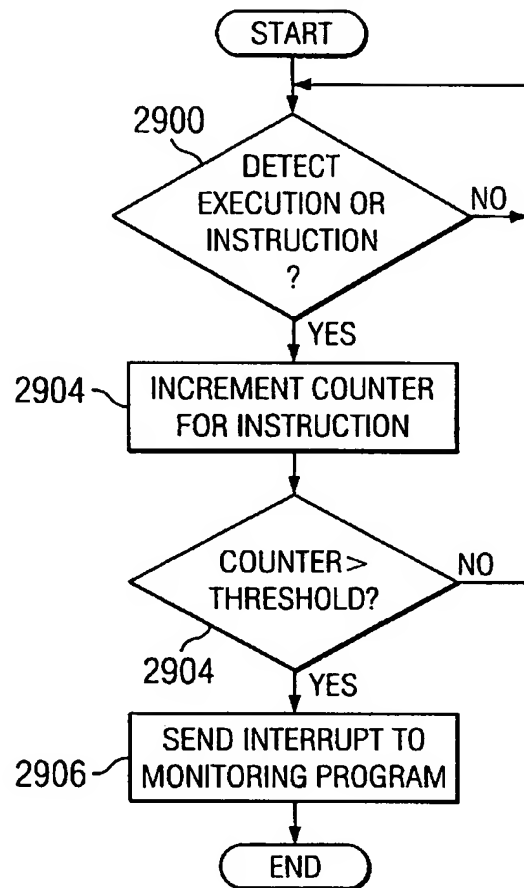 START
2900
DETECT
EXECUTION OR
INSTRUCTION
?
NO
YES
2904
INCREMENT COUNTER
FOR INSTRUCTION
COUNTER>
THRESHOLD?
NO
2904
YES
2906
SEND INTERRUPT TO
MONITORING PROGRAM
END